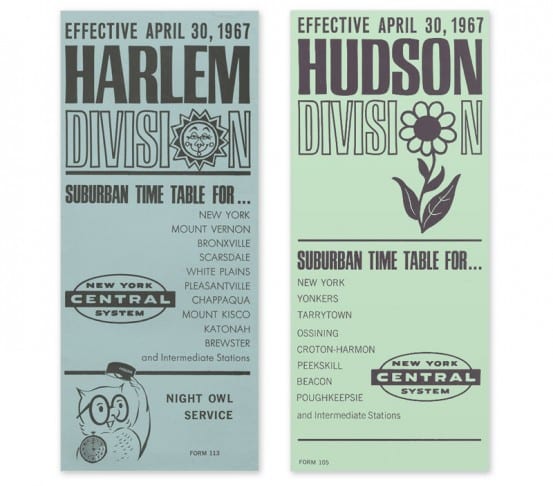 EFFECTIVE APRIL 30, 1967
HARLEM
DIVISION
SUBURBAN TIME TABLE FOR...
NEW YORK
MOUNT VERNON
BRONXVILLE
SCARSDALE
WHITE PLAINS
PLEASANTVILLE
CHAPPAQUA
MOUNT KISCO
KATONAH
BREWSTER
and Intermediate Stations
NEW YORK
CENTRAL
SYSTEM
NIGHT OWL
SERVICE
FORM 113
EFFECTIVE APRIL 30, 1967
HUDSON
DIVISION
SUBURBAN TIME TABLE FOR...
NEW YORK
YONKERS
TARRYTOWN
OSSINING
CROTON-HARMON
PEEKSKILL
BEACON
POUGHKEEPSIE
and Intermediate Stations
NEW YORK
CENTRAL
SYSTEM
FORM 105